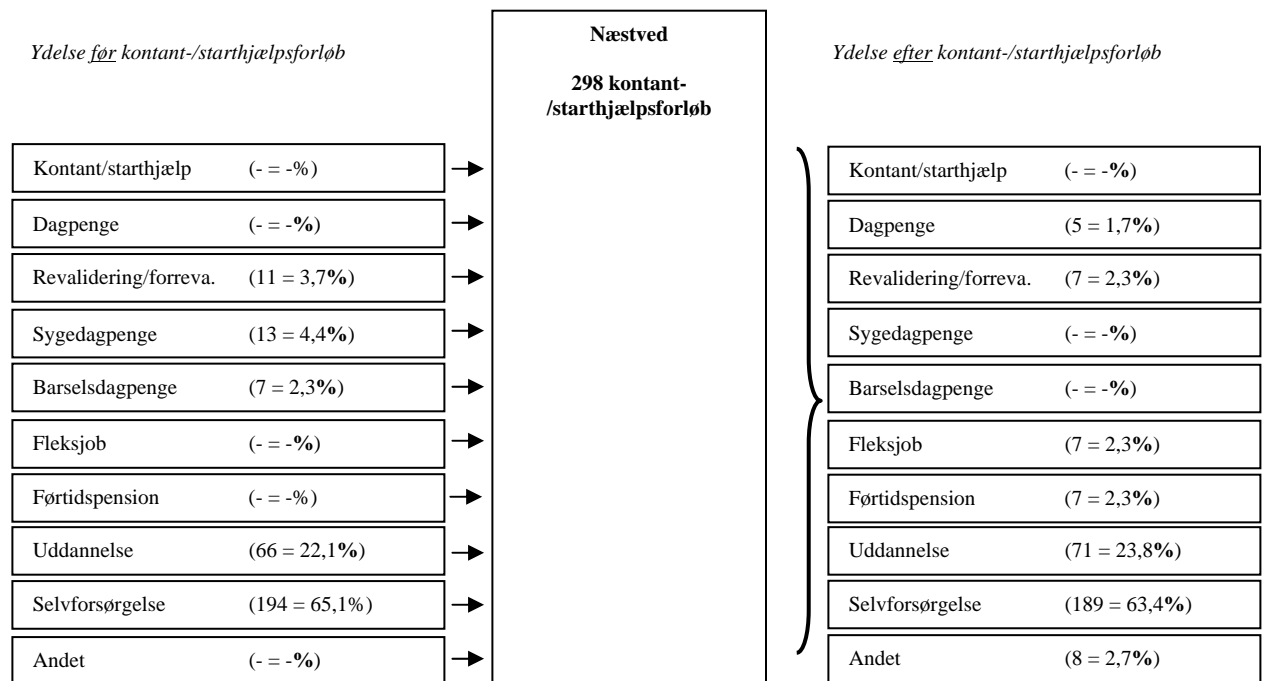 Ydelse før kontant-/starthjælpsforløb
Næstved
298 kontant-
/starthjælpsforløb
Ydelse efter kontant-/starthjælpsforløb
Kontant/starthjælp (- = -%)
Dagpenge (- = -%)
Revalidering/forreva. (11 = 3,7%)
Sygedagpenge (13 = 4,4%)
Barselsdagpenge (7 = 2,3%)
Fleksjob (- = -%)
Førtidspension (- = -%)
Uddannelse (66 = 22,1%)
Selvforsørgelse (194 = 65,1%)
Andet (- = -%)
Kontant/starthjælp (- = -%)
Dagpenge (5 = 1,7%)
Revalidering/forreva. (7 = 2,3%)
Sygedagpenge (- = -%)
Barselsdagpenge (- = -%)
Fleksjob (7 = 2,3%)
Førtidspension (7 = 2,3%)
Uddannelse (71 = 23,8%)
Selvforsørgelse (189 = 63,4%)
Andet (8 = 2,7%)